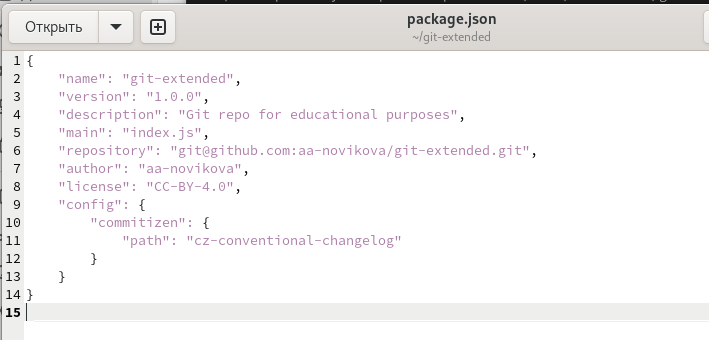 Открыть
package.json
~/git-extended
1 {
2     "name": "git-extended",
3     "version": "1.0.0",
4     "description": "Git repo for educational purposes",
5     "main": "index.js",
6     "repository": "git@github.com:aa-novikova/git-extended.git",
7     "author": "aa-novikova",
8     "license": "CC-BY-4.0",
9     "config": {
10         "commitizen": {
11             "path": "cz-conventional-changelog"
12         }
13     }
14 }
15